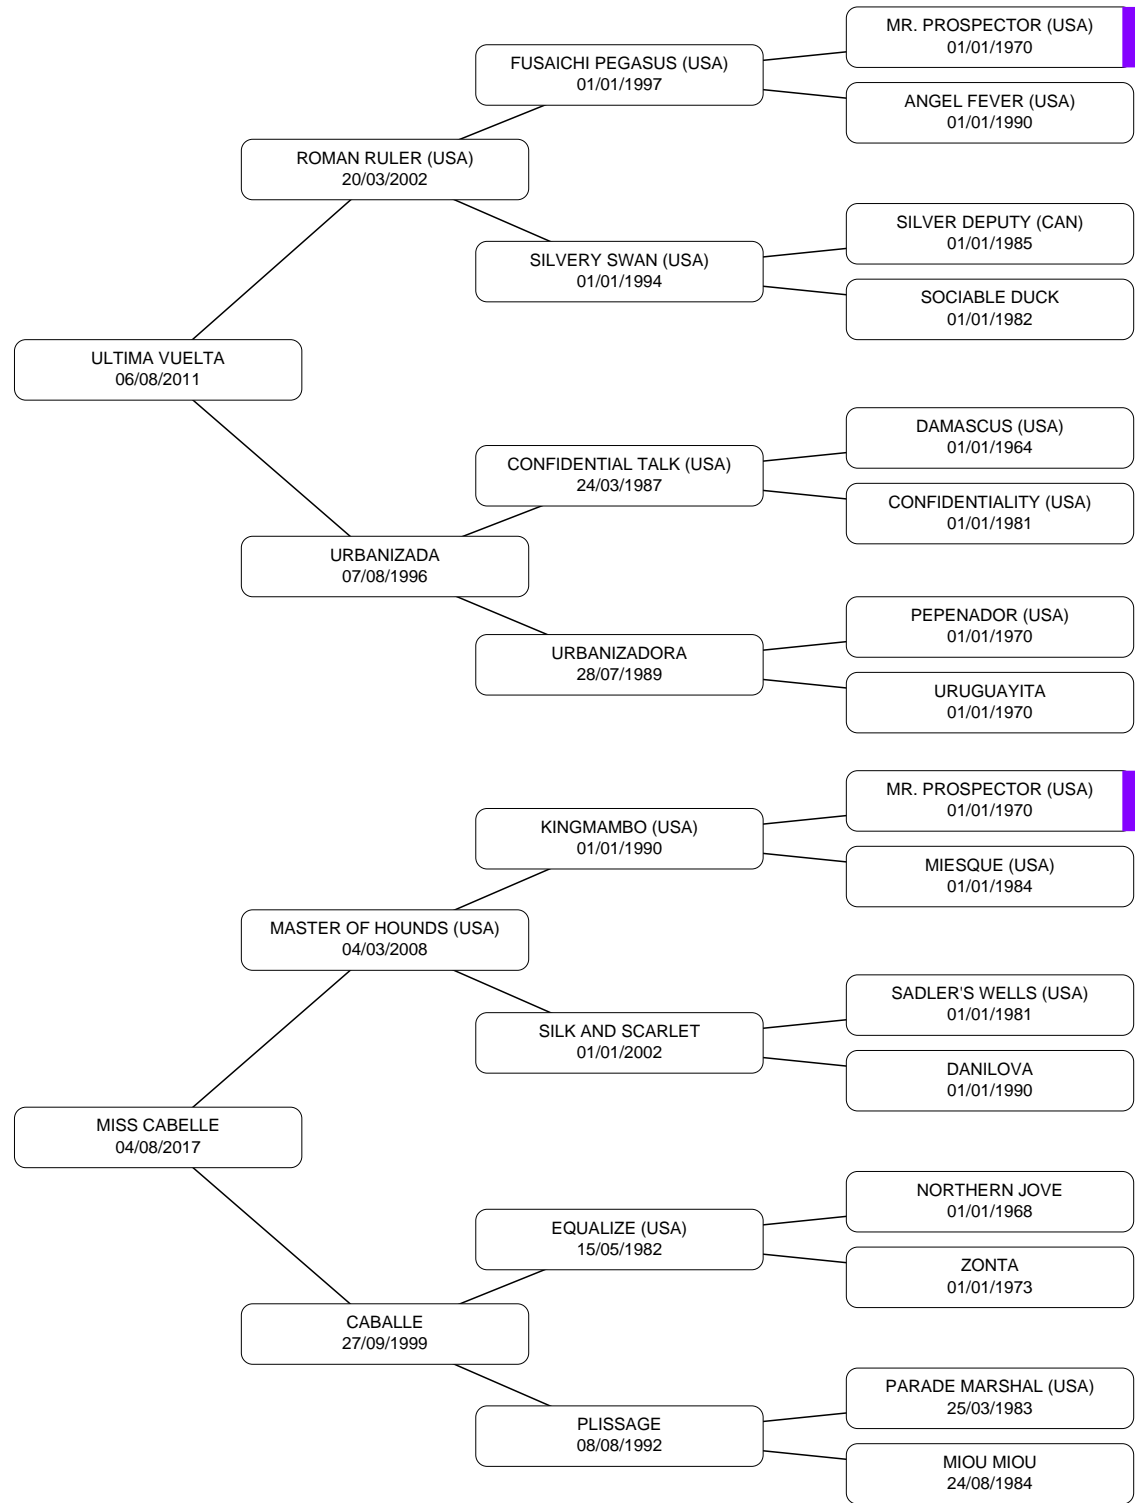 MR. PROSPECTOR (USA)
01/01/1970
FUSAICHI PEGASUS (USA)
01/01/1997
ANGEL FEVER (USA)
01/01/1990
ROMAN RULER (USA)
20/03/2002
SILVER DEPUTY (CAN)
01/01/1985
SILVERY SWAN (USA)
01/01/1994
SOCIABLE DUCK
01/01/1982
ULTIMA VUELTA
06/08/2011
DAMASCUS (USA)
01/01/1964
CONFIDENTIAL TALK (USA)
24/03/1987
CONFIDENTIALITY (USA)
01/01/1981
URBANIZADA
07/08/1996
PEPENADOR (USA)
01/01/1970
URBANIZADORA
28/07/1989
URUGUAYITA
01/01/1970
MR. PROSPECTOR (USA)
01/01/1970
KINGMAMBO (USA)
01/01/1990
MIESQUE (USA)
01/01/1984
MASTER OF HOUNDS (USA)
04/03/2008
SADLER'S WELLS (USA)
01/01/1981
SILK AND SCARLET
01/01/2002
DANILOVA
01/01/1990
MISS CABELLE
04/08/2017
NORTHERN JOVE
01/01/1968
EQUALIZE (USA)
15/05/1982
ZONTA
01/01/1973
CABALLE
27/09/1999
PARADE MARSHAL (USA)
25/03/1983
PLISSAGE
08/08/1992
MIOU MIOU
24/08/1984